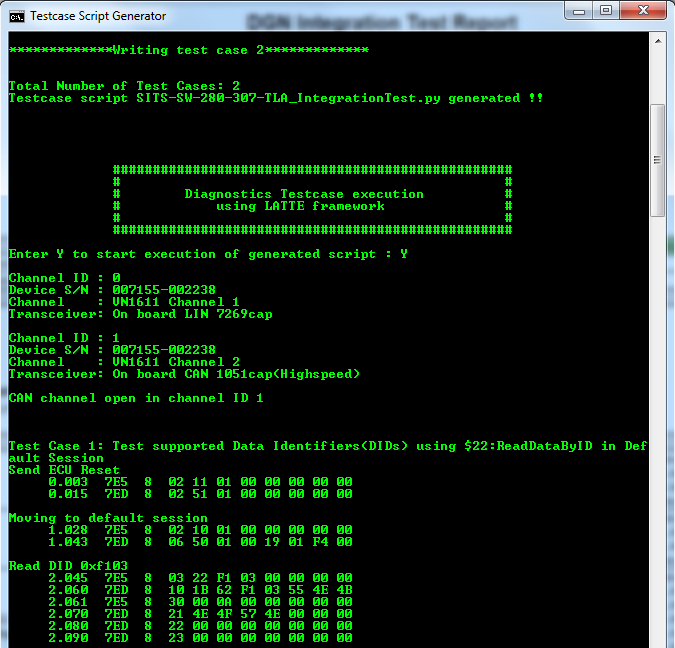 Testcase Script Generator
DGN Integration Test Report
*************Writing test case 2*************
Total Number of Test Cases: 2
Testcase script SITS-SW-280-307-TLA_IntegrationTest.py generated !!
##################################################
# #
# Diagnostics Testcase execution #
# using LATTE framework #
# #
##################################################
Enter Y to start execution of generated script : Y
Channel ID : 0
Device S/N : 007155-002238
Channel    : VN1611 Channel 1
Transceiver: On board LIN 7269cap
Channel ID : 1
Device S/N : 007155-002238
Channel    : VN1611 Channel 2
Transceiver: On board CAN 1051cap(Highspeed)
CAN channel open in channel ID 1
Test Case 1: Test supported Data Identifiers(DIDs) using $22:ReadDataByID in Def
ault Session
Send ECU Reset
0.003  7E5  8  02 11 01 00 00 00 00 00
0.015  7ED  8  02 51 01 00 00 00 00 00
Moving to default session
1.028  7E5  8  02 10 01 00 00 00 00 00
1.043  7ED  8  06 50 01 00 19 01 F4 00
Read DID 0xf103
2.045  7E5  8  03 22 F1 03 00 00 00 00
2.060  7ED  8  10 1B 62 F1 03 55 4E 4B
2.061  7E5  8  30 00 0A 00 00 00 00 00
2.070  7ED  8  21 4E 4F 57 4E 00 00 00
2.080  7ED  8  22 00 00 00 00 00 00 00
2.090  7ED  8  23 00 00 00 00 00 00 00